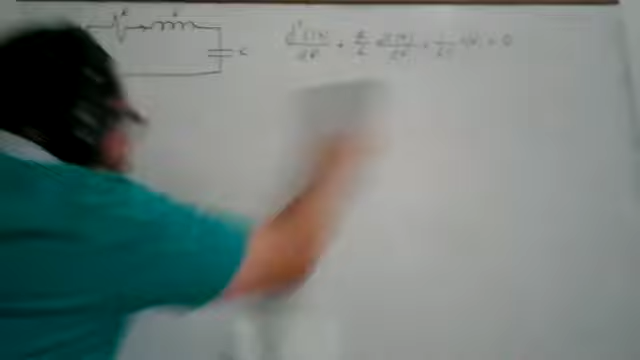 R L
C
d²i(t)/dt² + R/L di(t)/dt + 1/LC i(t) = 0